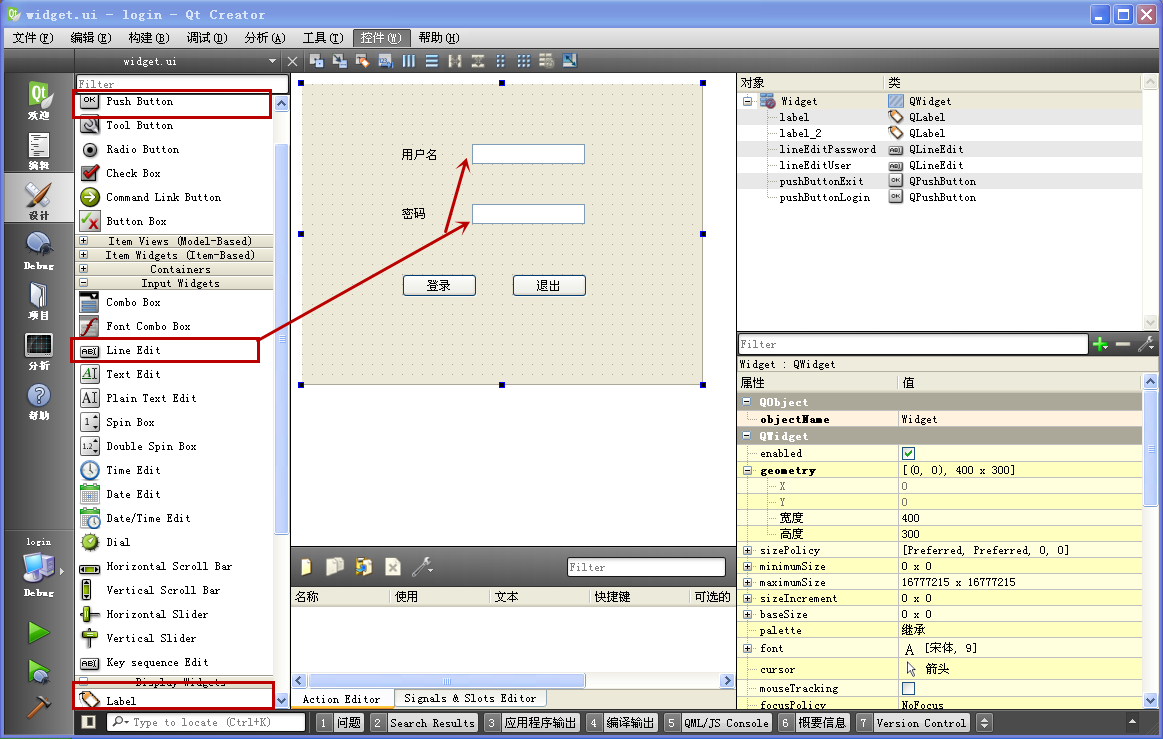 widget.ui - login - Qt Creator
文件(F) 编辑(E) 构建(B) 调试(D) 分析(A) 工具(T) 控件(W) 帮助(H)
widget.ui
欢迎
编辑
设计
Debug
项目
分析
帮助
login
Debug
Filter
Push Button
Tool Button
Radio Button
Check Box
Command Link Button
Button Box
Item Views (Model-Based)
Item Widgets (Item-Based)
Containers
Input Widgets
Combo Box
Font Combo Box
Line Edit
Text Edit
Plain Text Edit
Spin Box
Double Spin Box
Time Edit
Date Edit
Date/Time Edit
Dial
Horizontal Scroll Bar
Vertical Scroll Bar
Horizontal Slider
Vertical Slider
Key sequence Edit
Display Widgets
Label
用户名
密码
登录 退出
Filter
名称 使用 文本 快捷键 可选的
Action Editor Signals & Slots Editor
对象 类
Widget QWidget
label QLabel
label_2 QLabel
lineEditPassword QLineEdit
lineEditUser QLineEdit
pushButtonExit QPushButton
pushButtonLogin QPushButton
Filter
Widget : QWidget
属性 值
QObject
objectName Widget
QWidget
enabled
geometry [(0, 0), 400 x 300]
X 0
Y 0
宽度 400
高度 300
sizePolicy [Preferred, Preferred, 0, 0]
minimumSize 0 x 0
maximumSize 16777215 x 16777215
sizeIncrement 0 x 0
baseSize 0 x 0
palette 继承
font A [宋体, 9]
cursor 箭头
mouseTracking
focusPolicy NoFocus
Type to locate (Ctrl+K) 1 问题 2 Search Results 3 应用程序输出 4 编译输出 5 QML/JS Console 6 概要信息 7 Version Control